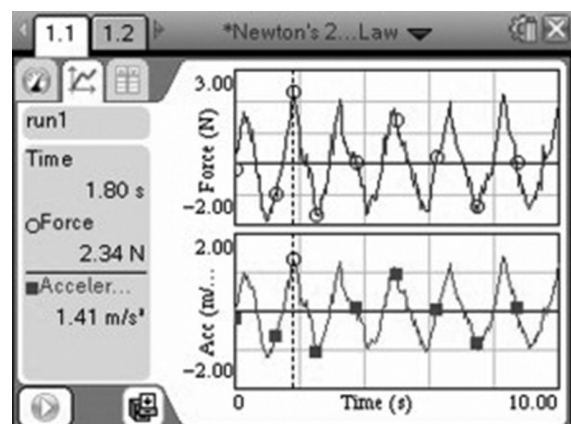 1.1 1.2 *Newton's 2...Law
run1
Time
1.80 s
Force
2.34 N
Acceler...
1.41 m/s²
3.00
Force (N)
-2.00
2.00
Acc (m/...
-2.00
0 Time (s) 10.00